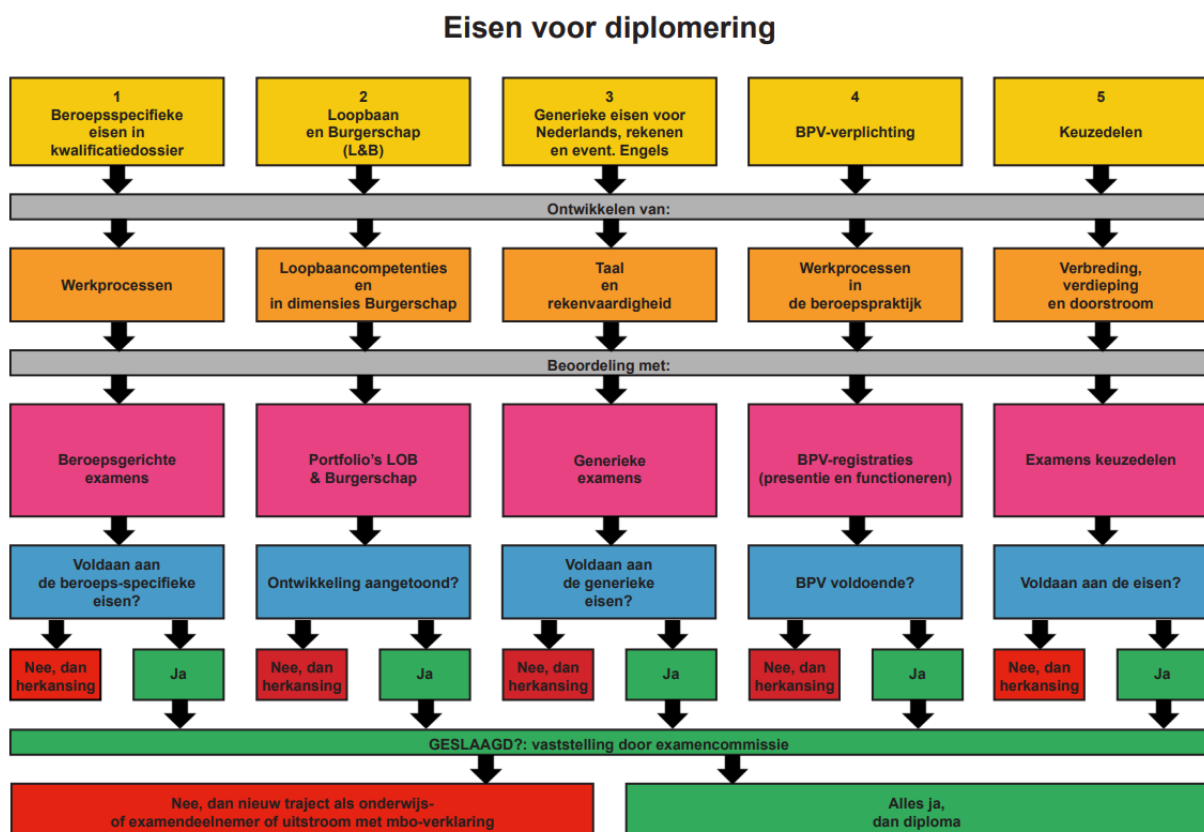 Eisen voor diplomering
1
Beroepsspecifieke
eisen in
kwalificatiedossier
2
Loopbaan
en Burgerschap
(L&B)
3
Generieke eisen voor
Nederlands, rekenen
en event. Engels
4
BPV-verplichting
5
Keuzedelen
Ontwikkelen van:
Werkprocessen
Loopbaancompetenties
en
in dimensies Burgerschap
Taal
en
rekenvaardigheid
Werkprocessen
in
de beroepspraktijk
Verbreding,
verdieping
en doorstroom
Beoordeling met:
Beroepsgerichte
examens
Portfolio's LOB
& Burgerschap
Generieke
examens
BPV-registraties
(presentie en functioneren)
Examens keuzedelen
Voldaan aan
de beroeps-specifieke
eisen?
Ontwikkeling aangetoond?
Voldaan aan
de generieke
eisen?
BPV voldoende?
Voldaan aan de eisen?
Nee, dan
herkansing
Ja
Nee, dan
herkansing
Ja
Nee, dan
herkansing
Ja
Nee, dan
herkansing
Ja
Nee, dan
herkansing
Ja
GESLAAGD?: vaststelling door examencommissie
Nee, dan nieuw traject als onderwijs-
of examendeelnemer of uitstroom met mbo-verklaring
Alles ja,
dan diploma